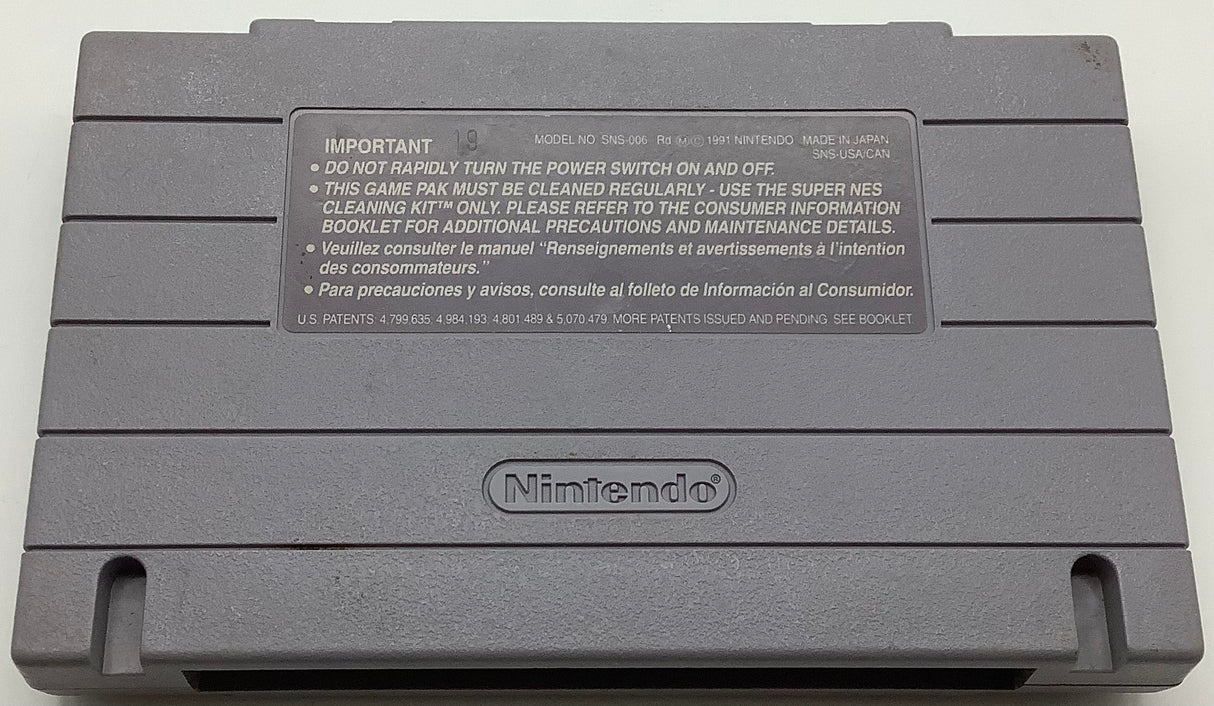 IMPORTANT 19 MODEL NO SNS-006 Rd Ⓜ © 1991 NINTENDO MADE IN JAPAN
SNS-USA/CAN
• DO NOT RAPIDLY TURN THE POWER SWITCH ON AND OFF.
• THIS GAME PAK MUST BE CLEANED REGULARLY - USE THE SUPER NES
CLEANING KIT™ ONLY. PLEASE REFER TO THE CONSUMER INFORMATION
BOOKLET FOR ADDITIONAL PRECAUTIONS AND MAINTENANCE DETAILS.
• Veuillez consulter le manuel "Renseignements et avertissements à l'intention
des consommateurs."
• Para precauciones y avisos, consulte al folleto de Información al Consumidor.
U.S. PATENTS: 4,799,635; 4,984,193; 4,801,489 & 5,070,479. MORE PATENTS ISSUED AND PENDING. SEE BOOKLET.
Nintendo®